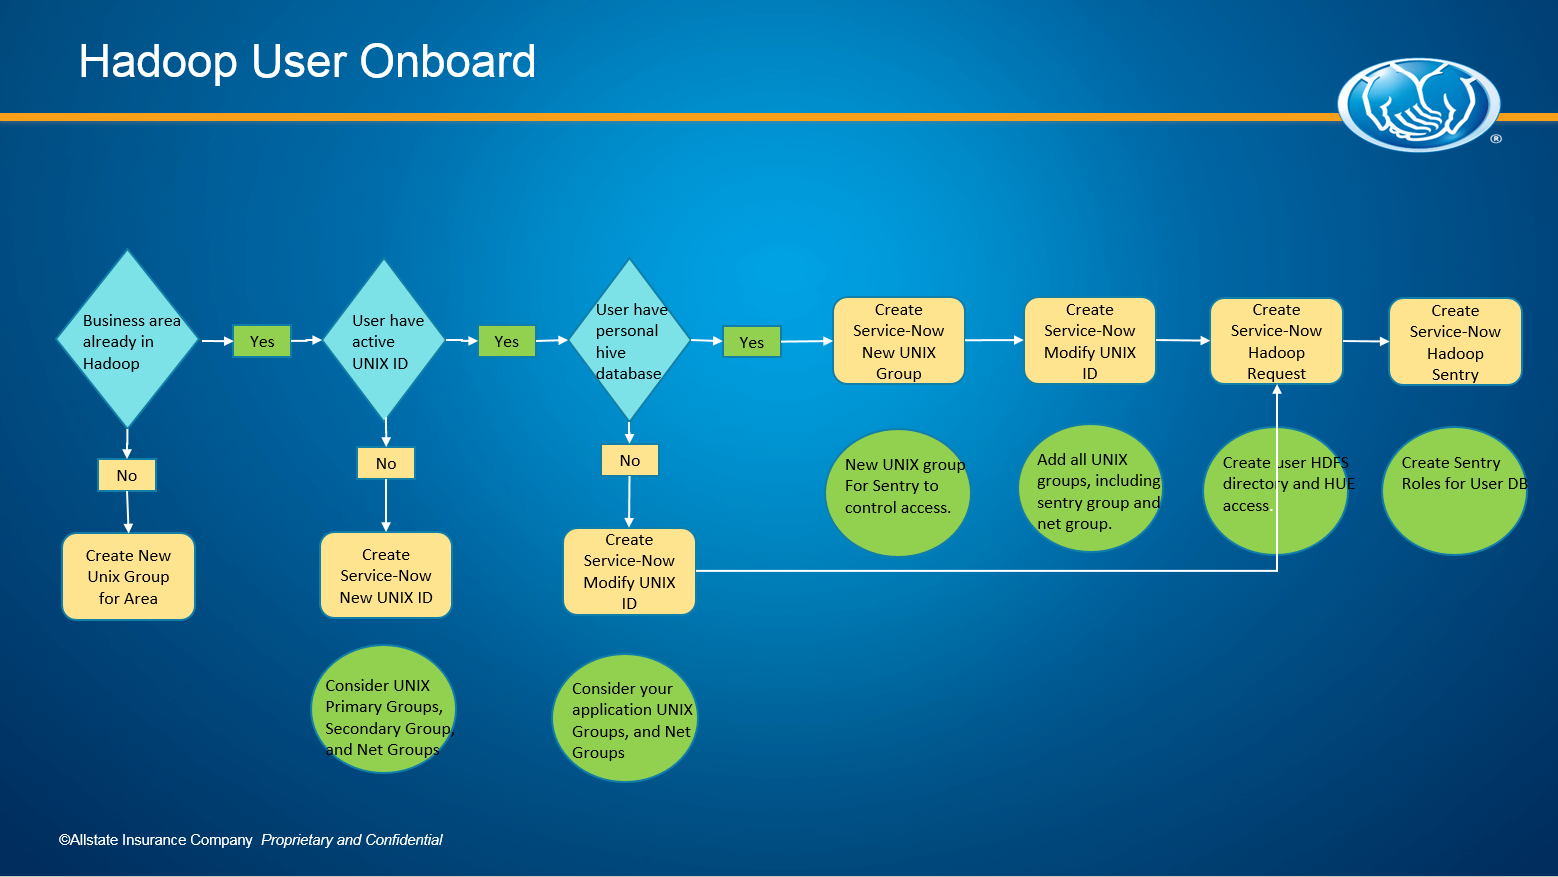 Hadoop User Onboard
®
Business area
already in
Hadoop
Yes
User have
active
UNIX ID
Yes
User have
personal
hive
database
Yes
Create
Service-Now
New UNIX
Group
Create
Service-Now
Modify UNIX
ID
Create
Service-Now
Hadoop
Request
Create
Service-Now
Hadoop
Sentry
No
No
No
New UNIX group
For Sentry to
control access.
Add all UNIX
groups, including
sentry group and
net group.
Create user HDFS
directory and HUE
access.
Create Sentry
Roles for User DB
Create New
Unix Group
for Area
Create
Service-Now
New UNIX ID
Create
Service-Now
Modify UNIX
ID
Consider UNIX
Primary Groups,
Secondary Group,
and Net Groups
Consider your
application UNIX
Groups, and Net
Groups
©Allstate Insurance Company Proprietary and Confidential